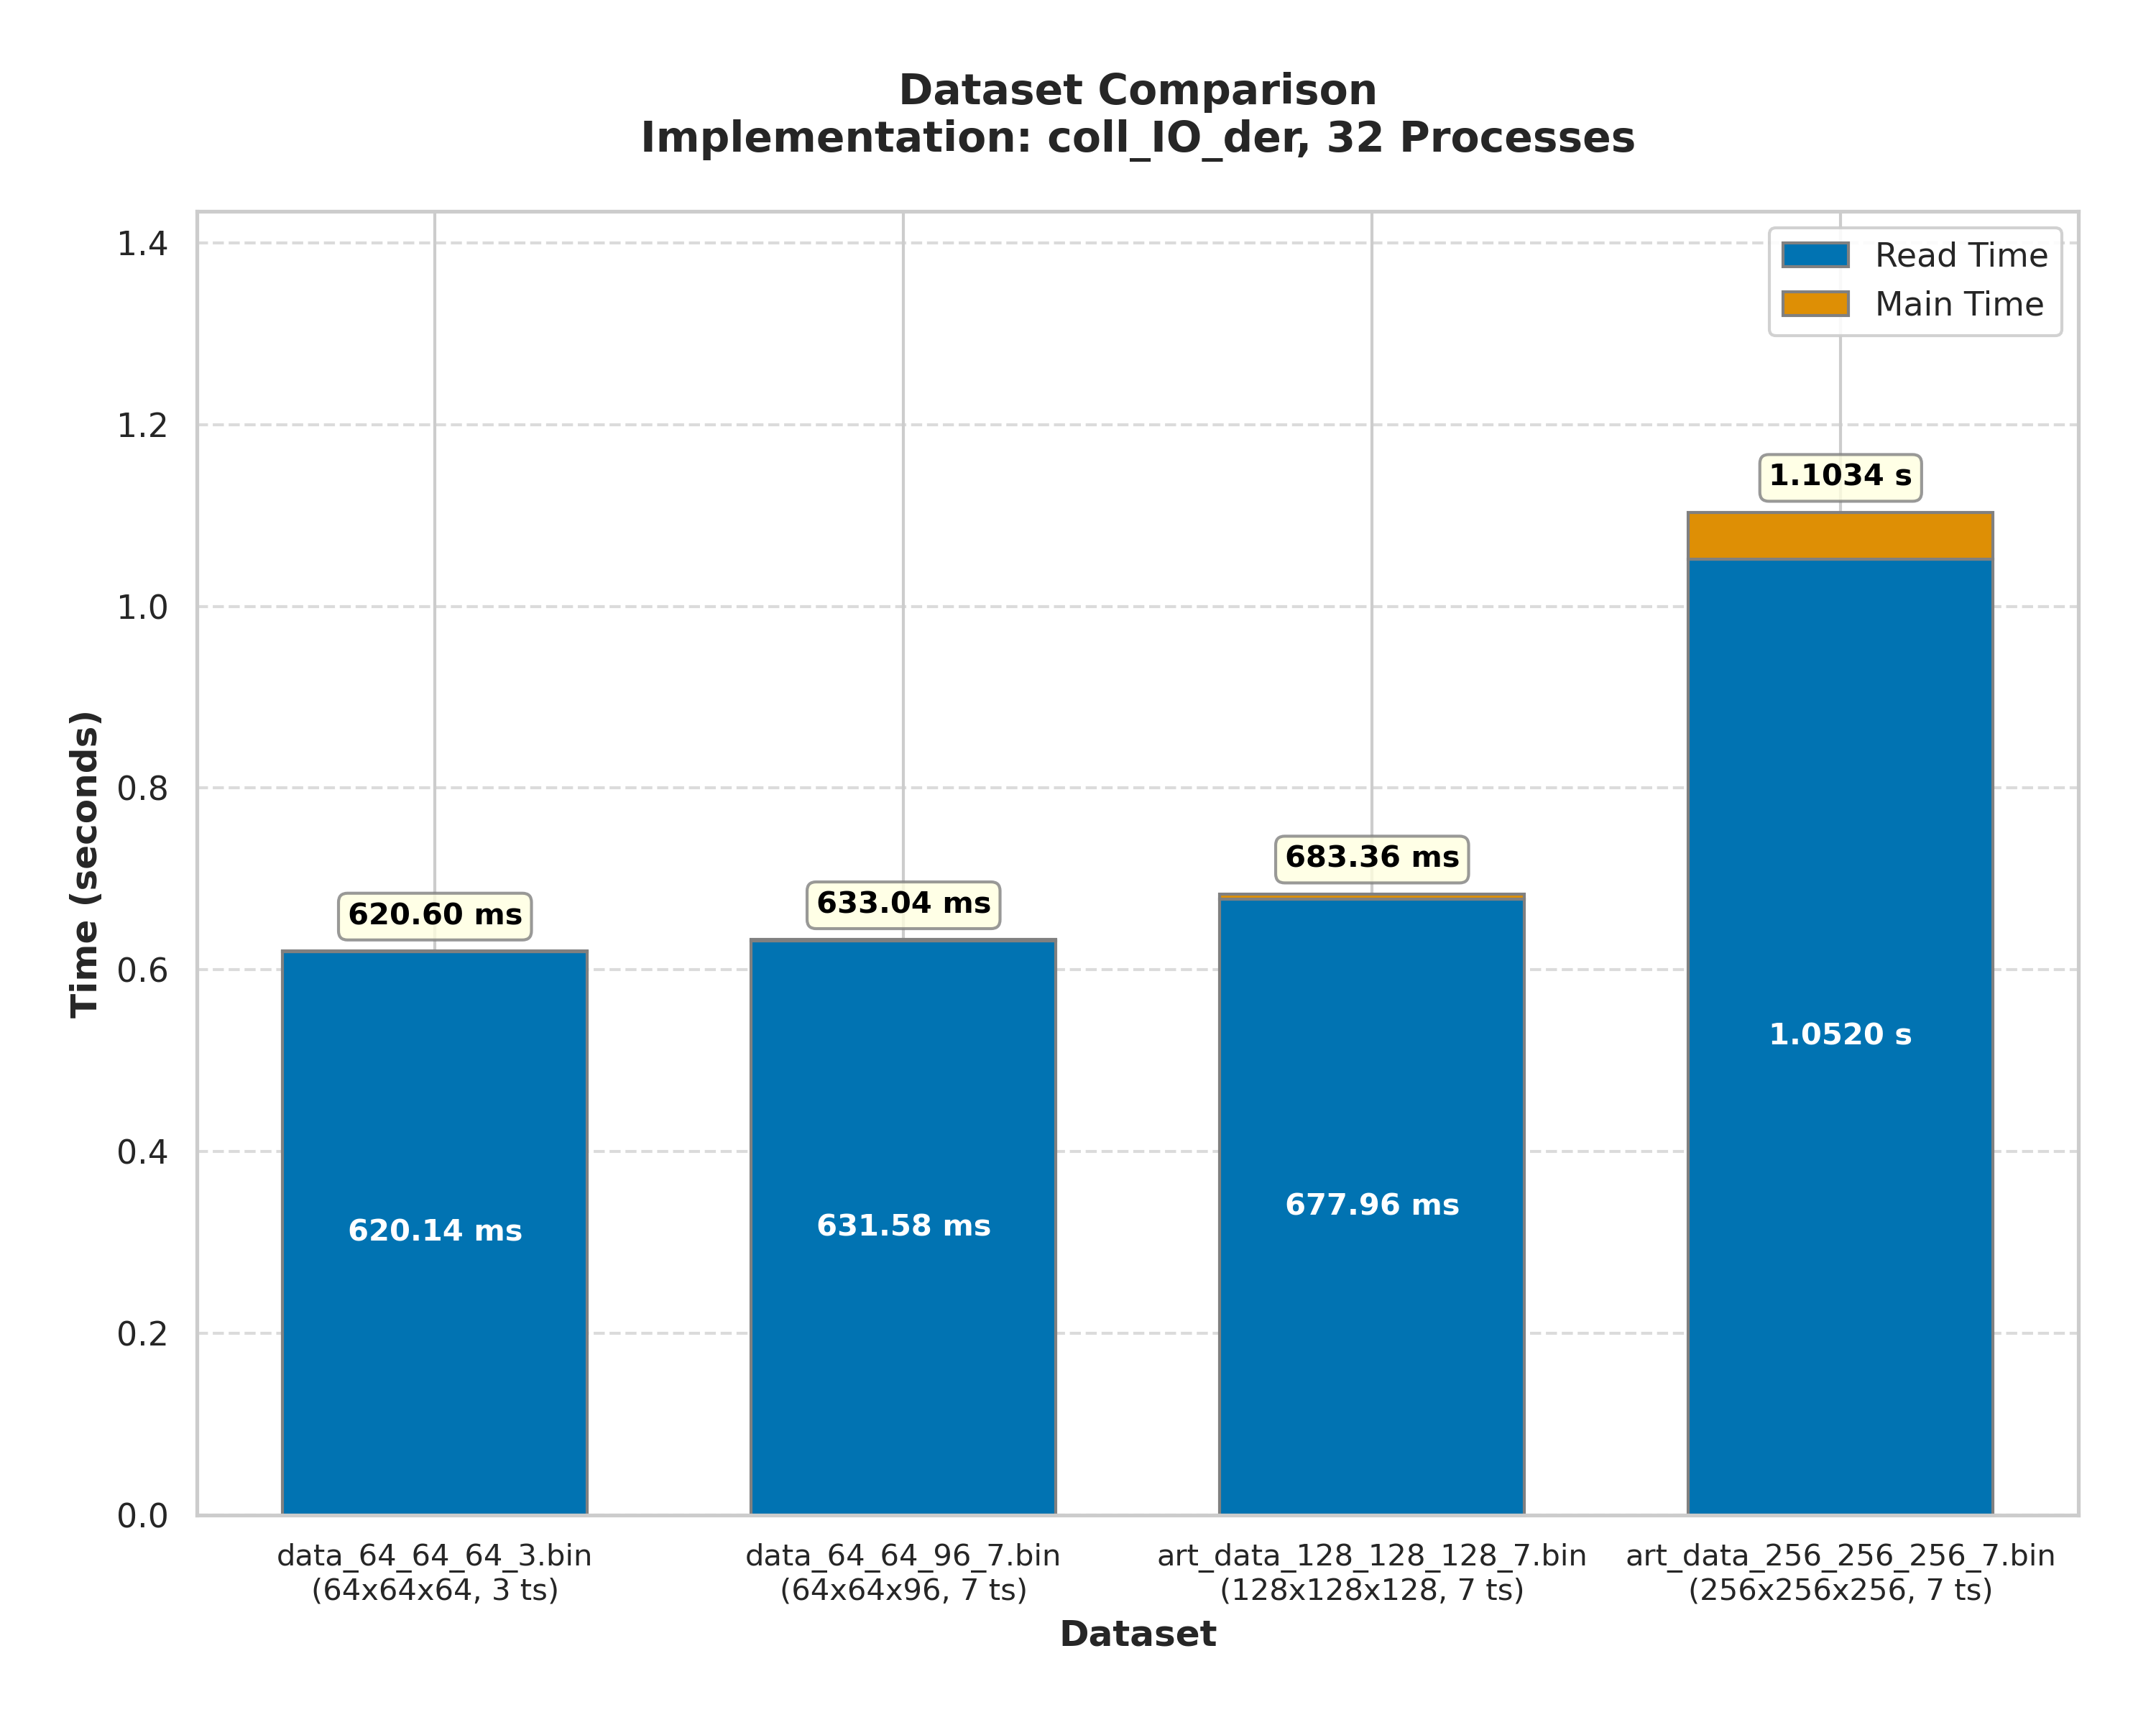 Dataset Comparison
Implementation: coll_IO_der, 32 Processes
Read Time
Main Time
1.4
1.2
1.0
0.8
0.6
0.4
0.2
0.0
Time (seconds)
620.60 ms
633.04 ms
683.36 ms
1.1034 s
620.14 ms
631.58 ms
677.96 ms
1.0520 s
data_64_64_64_3.bin
(64x64x64, 3 ts)
data_64_64_96_7.bin
(64x64x96, 7 ts)
art_data_128_128_128_7.bin
(128x128x128, 7 ts)
art_data_256_256_256_7.bin
(256x256x256, 7 ts)
Dataset